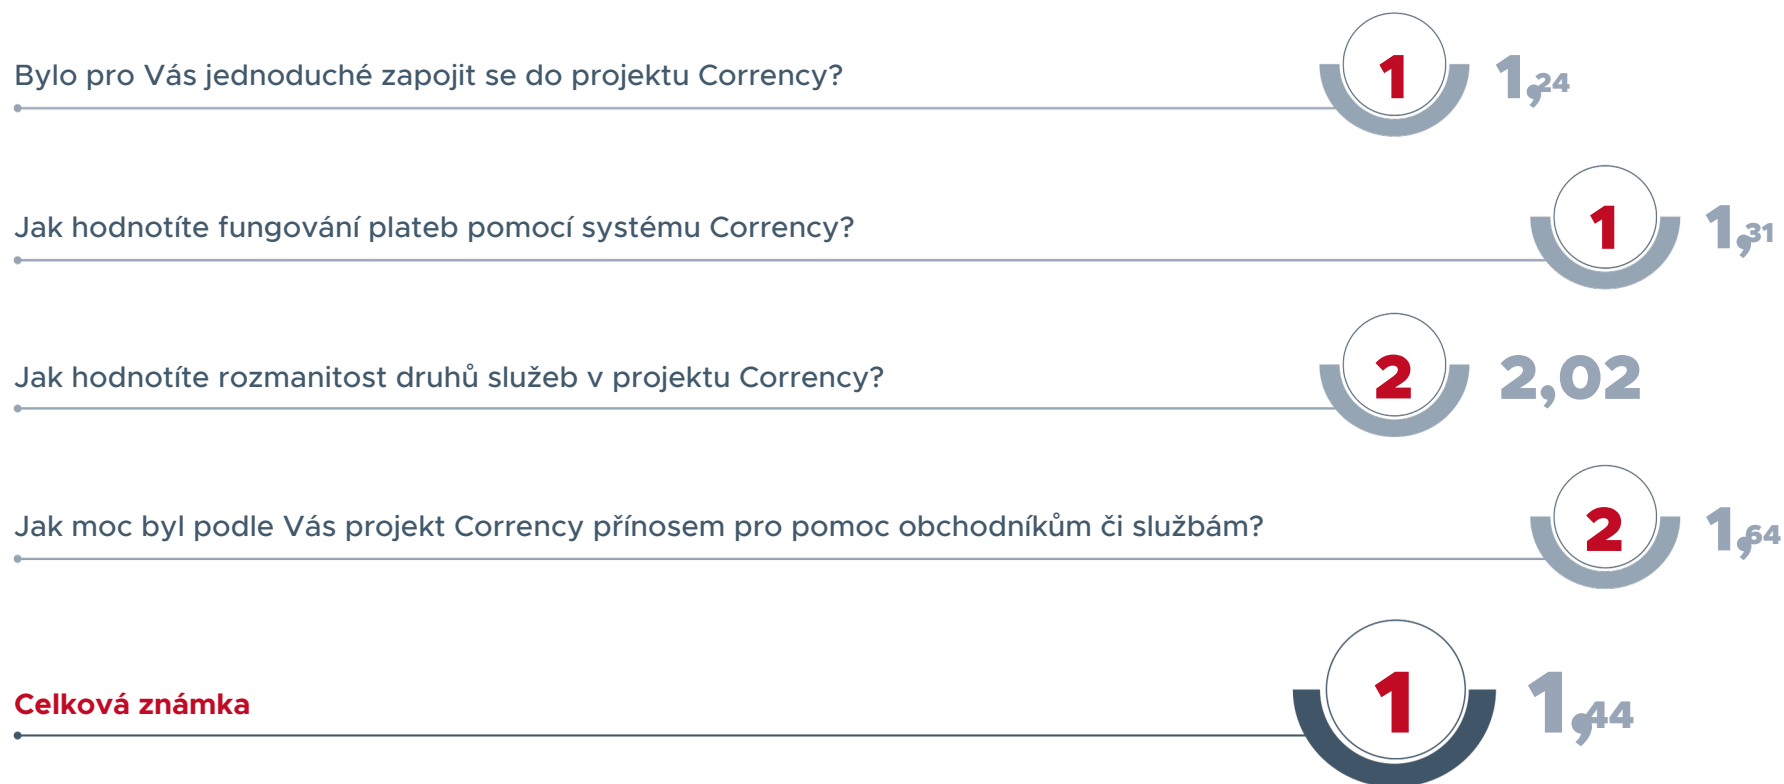 Bylo pro Vás jednoduché zapojit se do projektu Corrency? 1 1,24
Jak hodnotíte fungování plateb pomocí systému Corrency? 1 1,31
Jak hodnotíte rozmanitost druhů služeb v projektu Corrency? 2 2,02
Jak moc byl podle Vás projekt Corrency přínosem pro pomoc obchodníkům či službám? 2 1,64
Celková známka 1 1,44